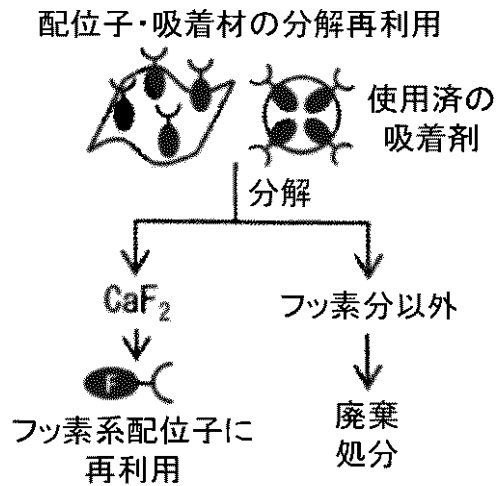 配位子・吸着材の分解再利用
使用済の
吸着剤
分解
CaF₂
フッ素分以外
F
フッ素系配位子に
再利用
廃棄
処分